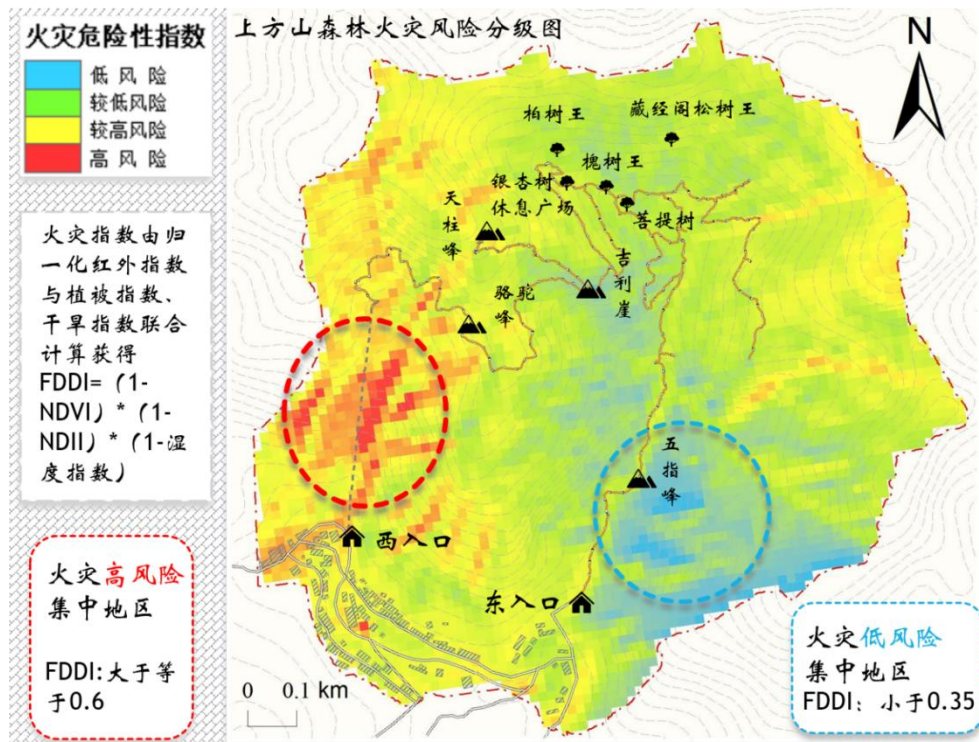 火灾危险性指数
低 风 险
较低风险
较高风险
高 风 险
火灾指数由归
一化红外指数
与植被指数、
干旱指数联合
计算获得
FDDI=（1-
NDVI）*（1-
NDII）*（1-湿
度指数）
火灾高风险
集中地区
FDDI:大于等
于0.6
上方山森林火灾风险分级图
N
柏树王
藏经阁松树王
槐树王
银杏树
休息广场
菩提树
天柱峰
吉利崖
骆驼
峰
五指峰
西入口
东入口
0 0.1 km
火灾低风险
集中地区
FDDI：小于0.35